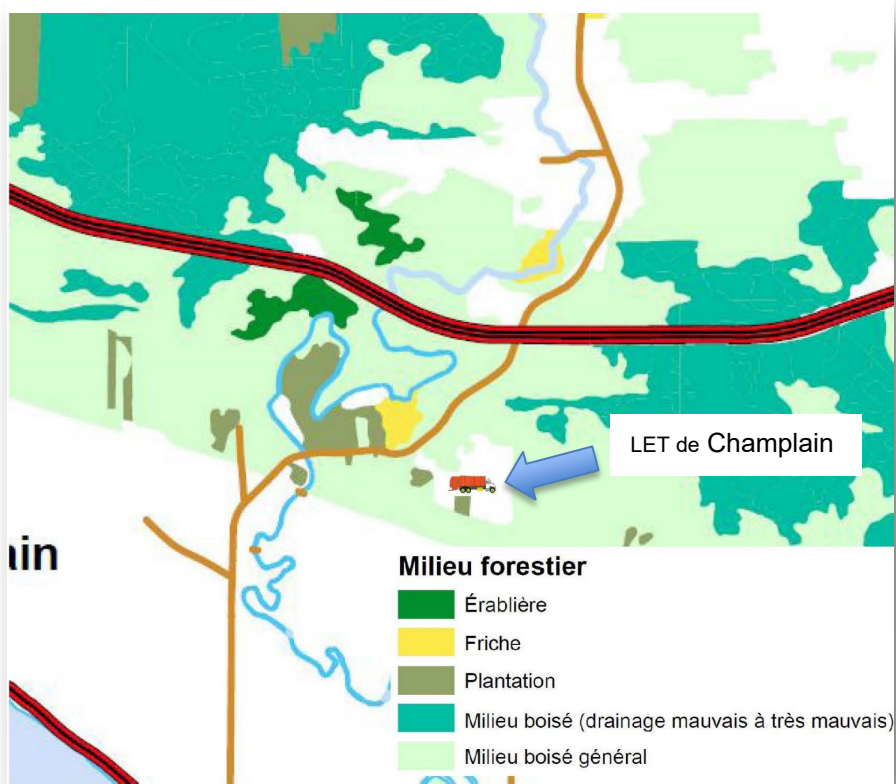 LET de Champlain
ain
Milieu forestier
Érablière
Friche
Plantation
Milieu boisé (drainage mauvais à très mauvais)
Milieu boisé général